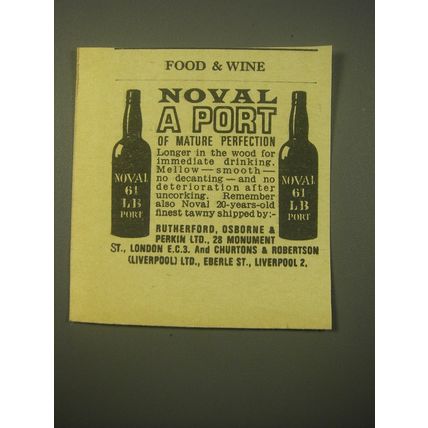 FOOD & WINE
NOVAL
A PORT
OF MATURE PERFECTION
Longer in the wood for
immediate drinking.
Mellow — smooth —
no decanting — and no
deterioration after
uncorking. Remember
also Noval 20-years-old
finest tawny shipped by:-
RUTHERFORD, OSBORNE &
PERKIN LTD., 28 MONUMENT
ST., LONDON E.C.3. And CHURTONS & ROBERTSON
(LIVERPOOL) LTD., EBERLE ST., LIVERPOOL 2.
NOVAL
61
LB
PORT
NOVAL
61
LB
PORT